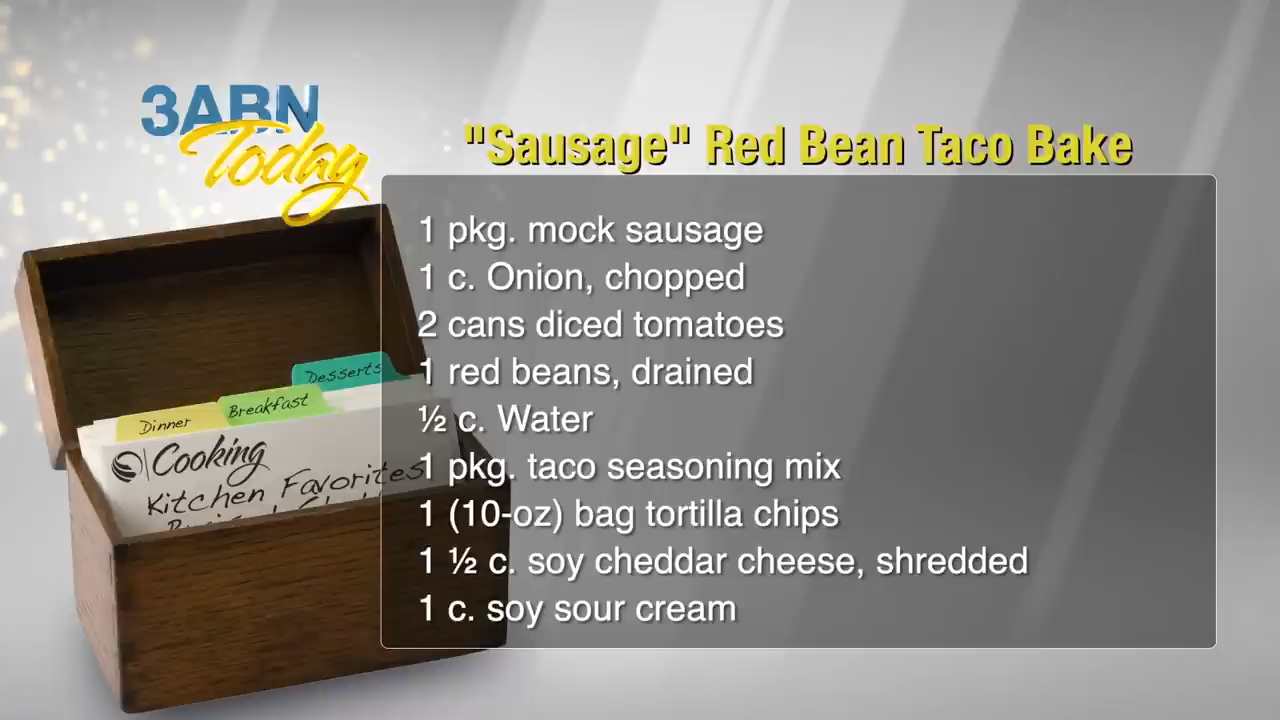 3ABN
Today
"Sausage" Red Bean Taco Bake
1 pkg. mock sausage
1 c. Onion, chopped
2 cans diced tomatoes
1 red beans, drained
½ c. Water
1 pkg. taco seasoning mix
1 (10-oz) bag tortilla chips
1 ½ c. soy cheddar cheese, shredded
1 c. soy sour cream
Desserts
Breakfast
Dinner
Cooking
Kitchen Favorites